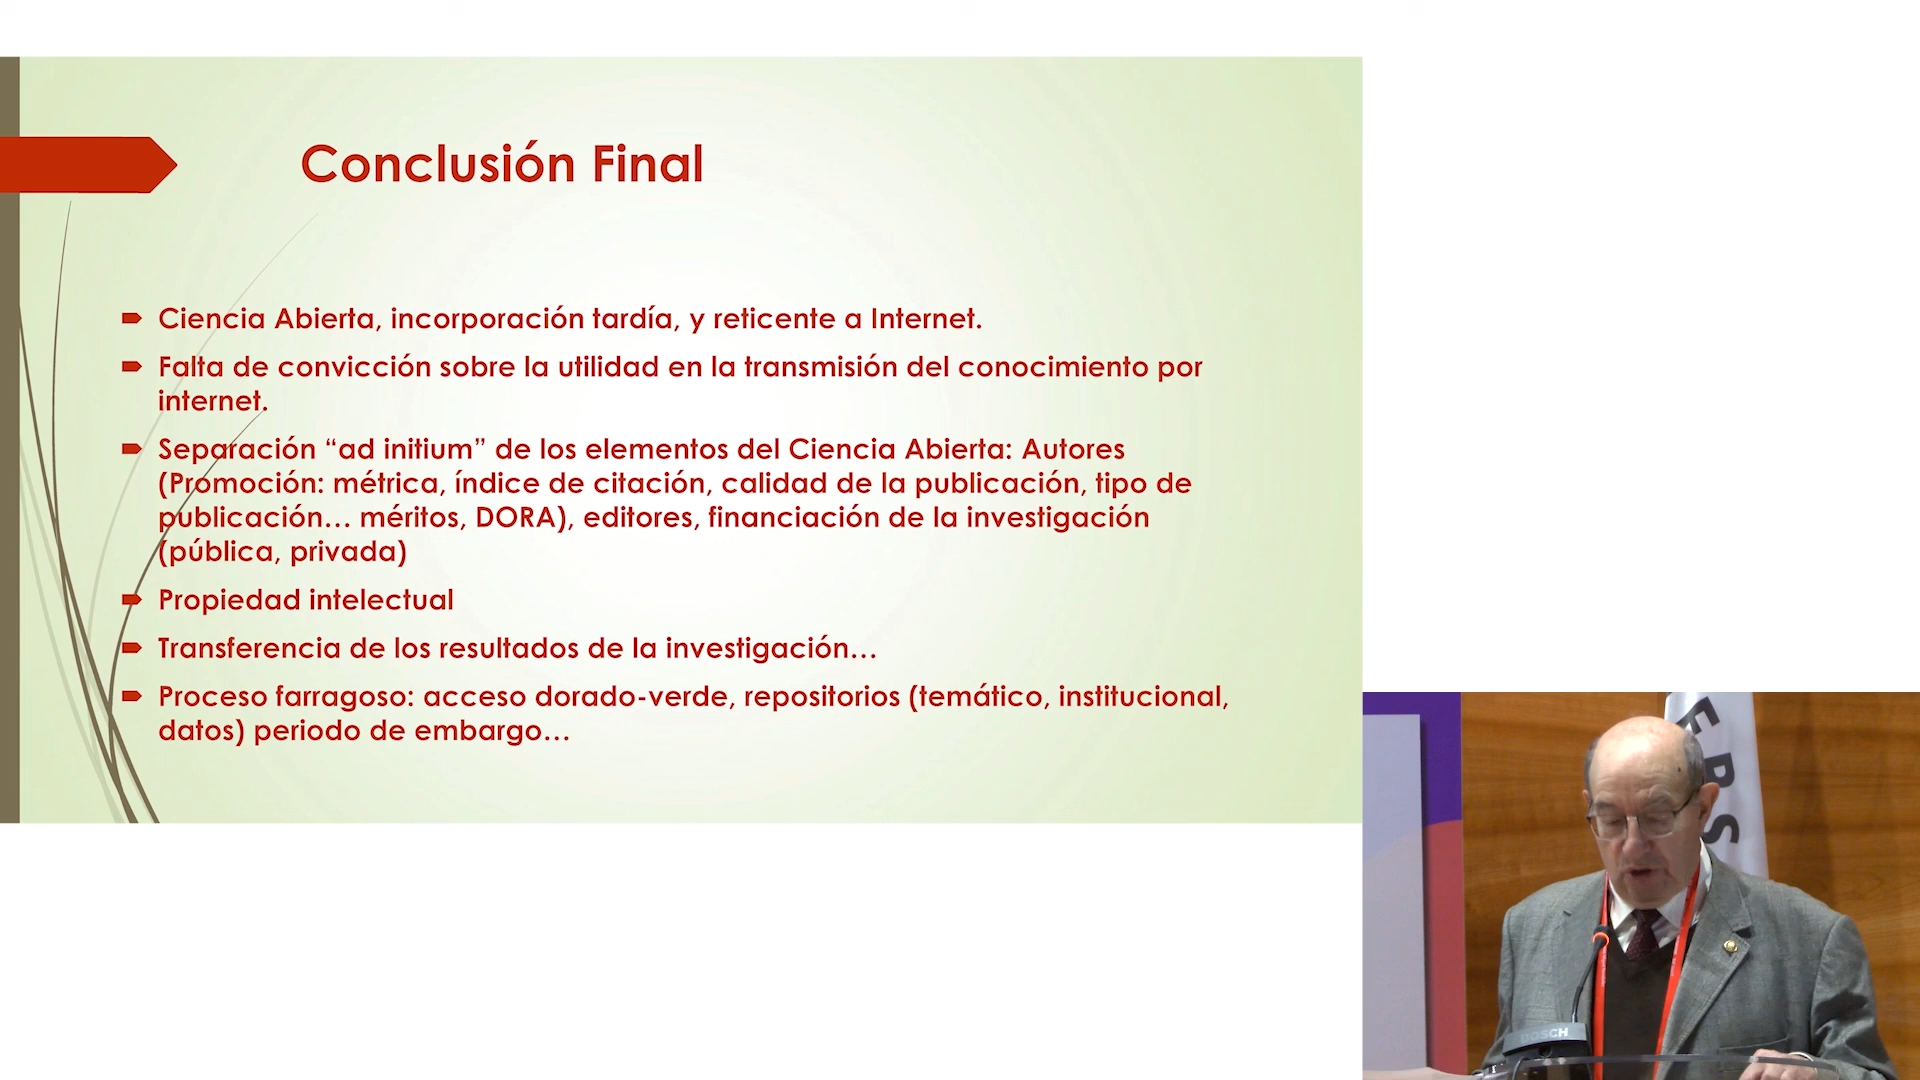 Conclusión Final
Ciencia Abierta, incorporación tardía, y reticente a Internet.
Falta de convicción sobre la utilidad en la transmisión del conocimiento por
internet.
Separación “ad initium” de los elementos del Ciencia Abierta: Autores
(Promoción: métrica, índice de citación, calidad de la publicación, tipo de
publicación… méritos, DORA), editores, financiación de la investigación
(pública, privada)
Propiedad intelectual
Transferencia de los resultados de la investigación…
Proceso farragoso: acceso dorado-verde, repositorios (temático, institucional,
datos) periodo de embargo…
BOSCH